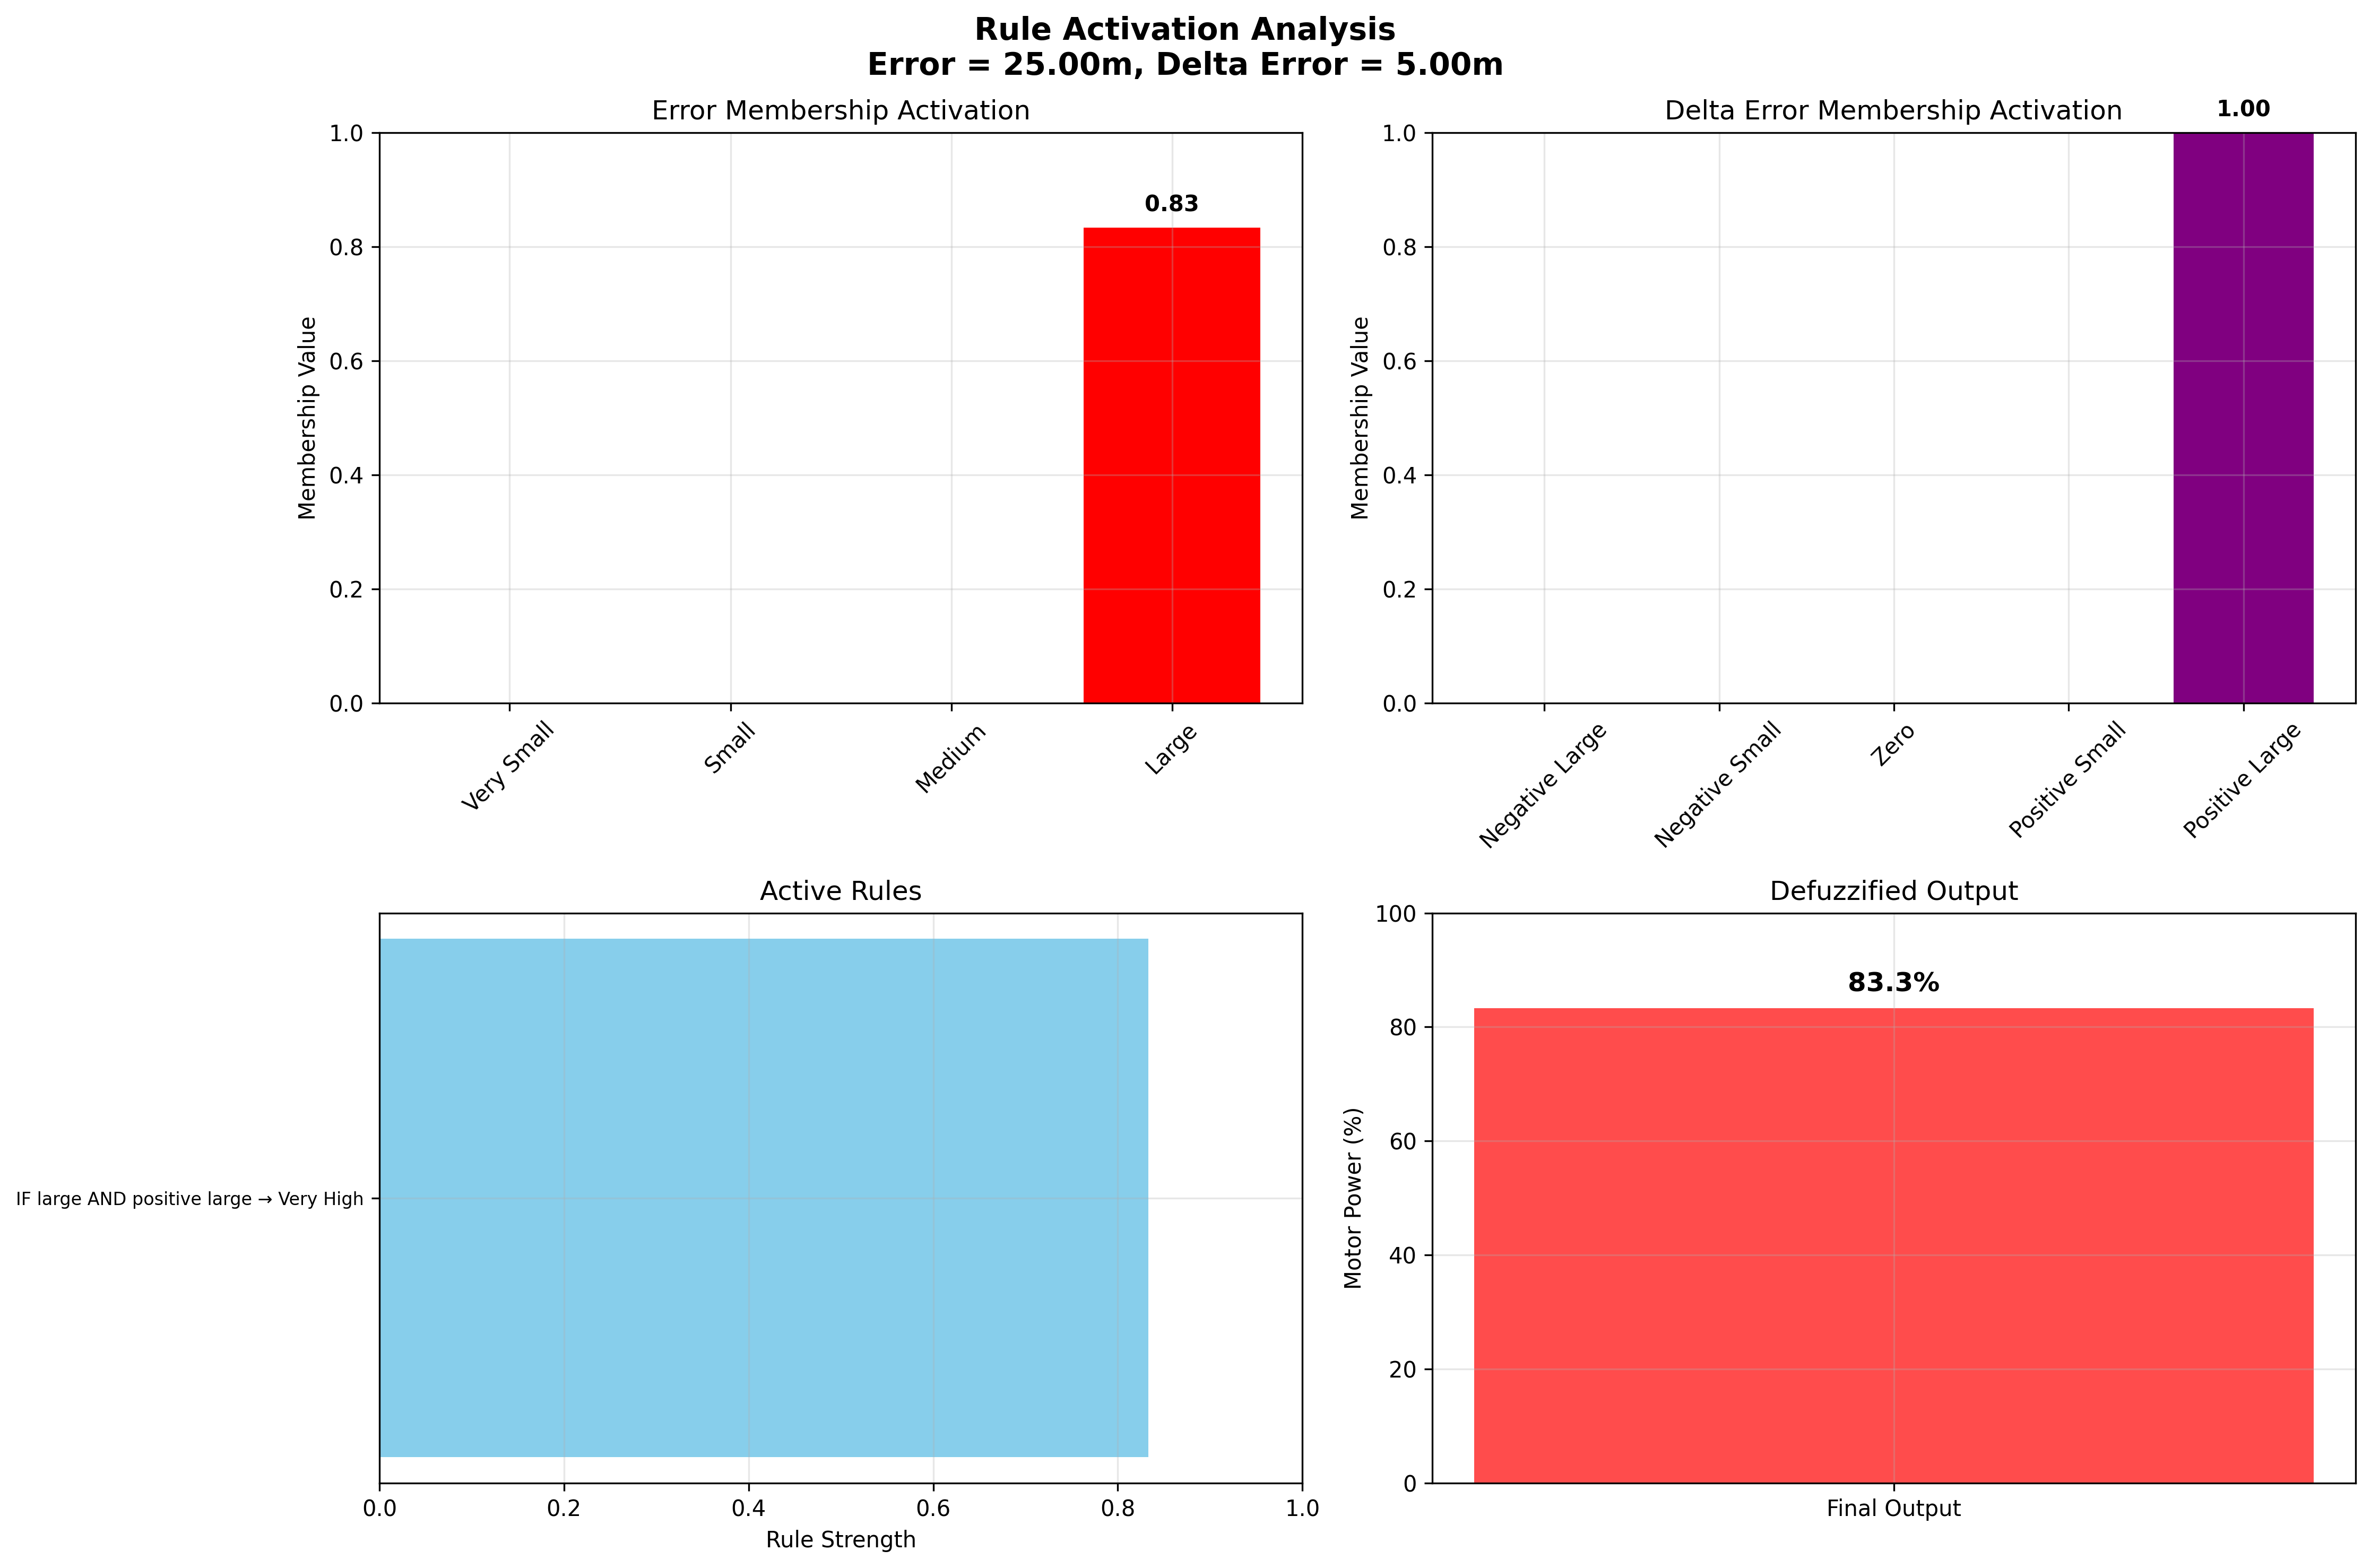 Rule Activation Analysis
Error = 25.00m, Delta Error = 5.00m
Error Membership Activation
Membership Value
1.0
0.8
0.6
0.4
0.2
0.0
0.83
Very Small
Small
Medium
Large
Delta Error Membership Activation
1.00
Membership Value
1.0
0.8
0.6
0.4
0.2
0.0
Negative Large
Negative Small
Zero
Positive Small
Positive Large
Active Rules
IF large AND positive large → Very High
0.0
0.2
0.4
0.6
0.8
1.0
Rule Strength
Defuzzified Output
Motor Power (%)
100
80
60
40
20
0
83.3%
Final Output